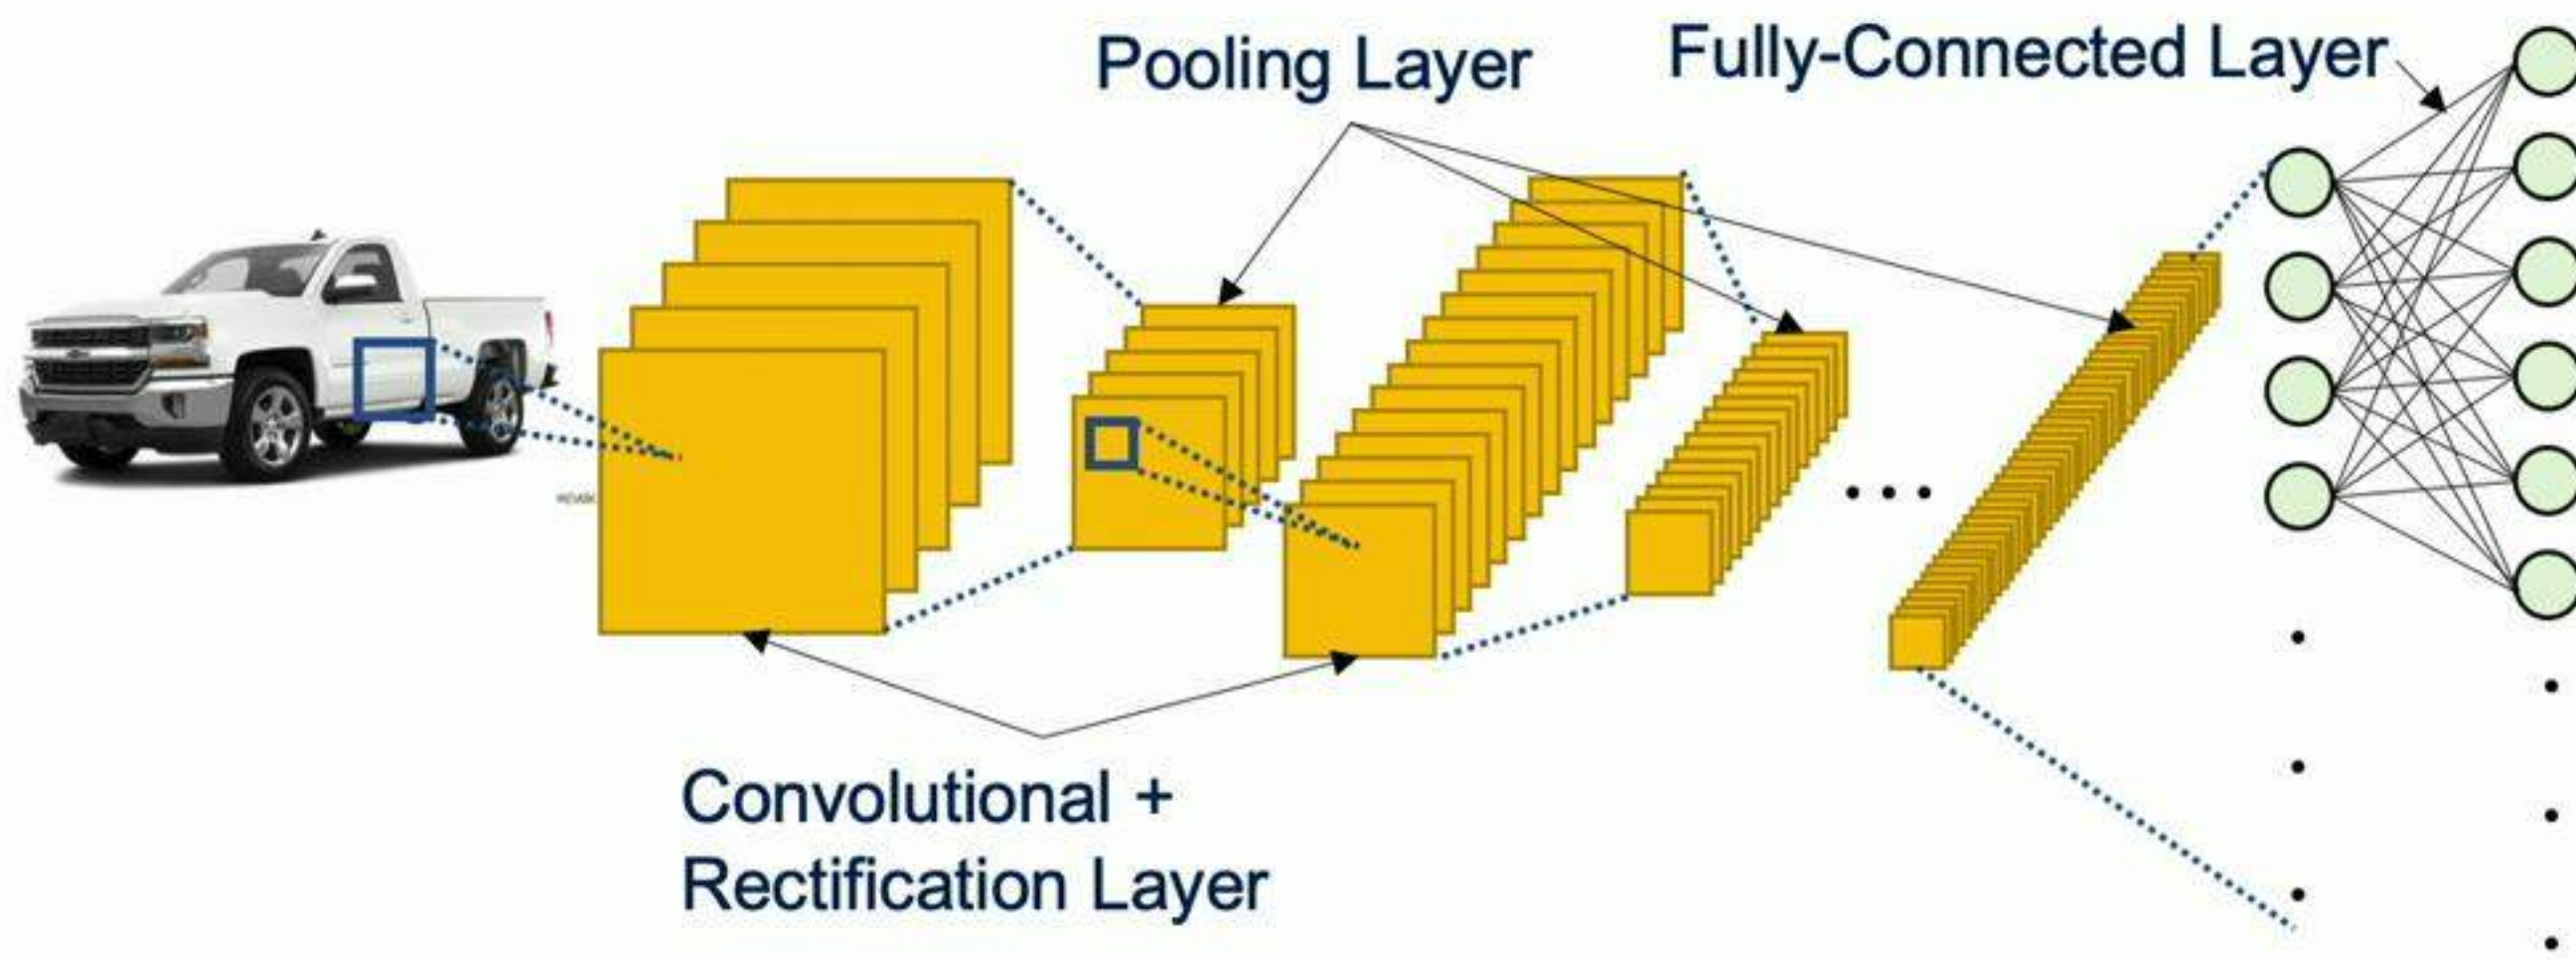 Pooling Layer
Fully-Connected Layer
Convolutional +
Rectification Layer